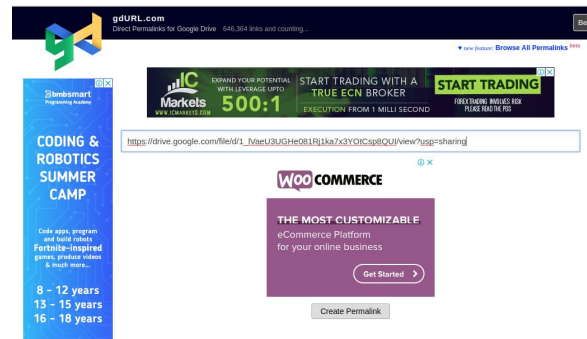 gdURL.com
Direct Permalinks for Google Drive 646,364 links and counting...
Be
▼ new feature: Browse All Permalinks beta
bmbsmart
Programming Academy
CODING &
ROBOTICS
SUMMER
CAMP
Code apps, program
and build robots
Fortnite-inspired
games, produce videos
& much more...
8 - 12 years
13 - 15 years
16 - 18 years
IC
Markets
WWW.ICMARKETS.COM
EXPAND YOUR POTENTIAL
WITH LEVERAGE UPTO
500:1
START TRADING WITH A
TRUE ECN BROKER
EXECUTION FROM 1 MILLI SECOND
START TRADING
FOREX TRADING INVOLVES RISK
PLEASE READ THE PDS
https://drive.google.com/file/d/1_lVaeU3UGHe081Rj1ka7x3YOtCsp8QUI/view?usp=sharing
WOO COMMERCE
THE MOST CUSTOMIZABLE
eCommerce Platform
for your online business
Get Started
Create Permalink